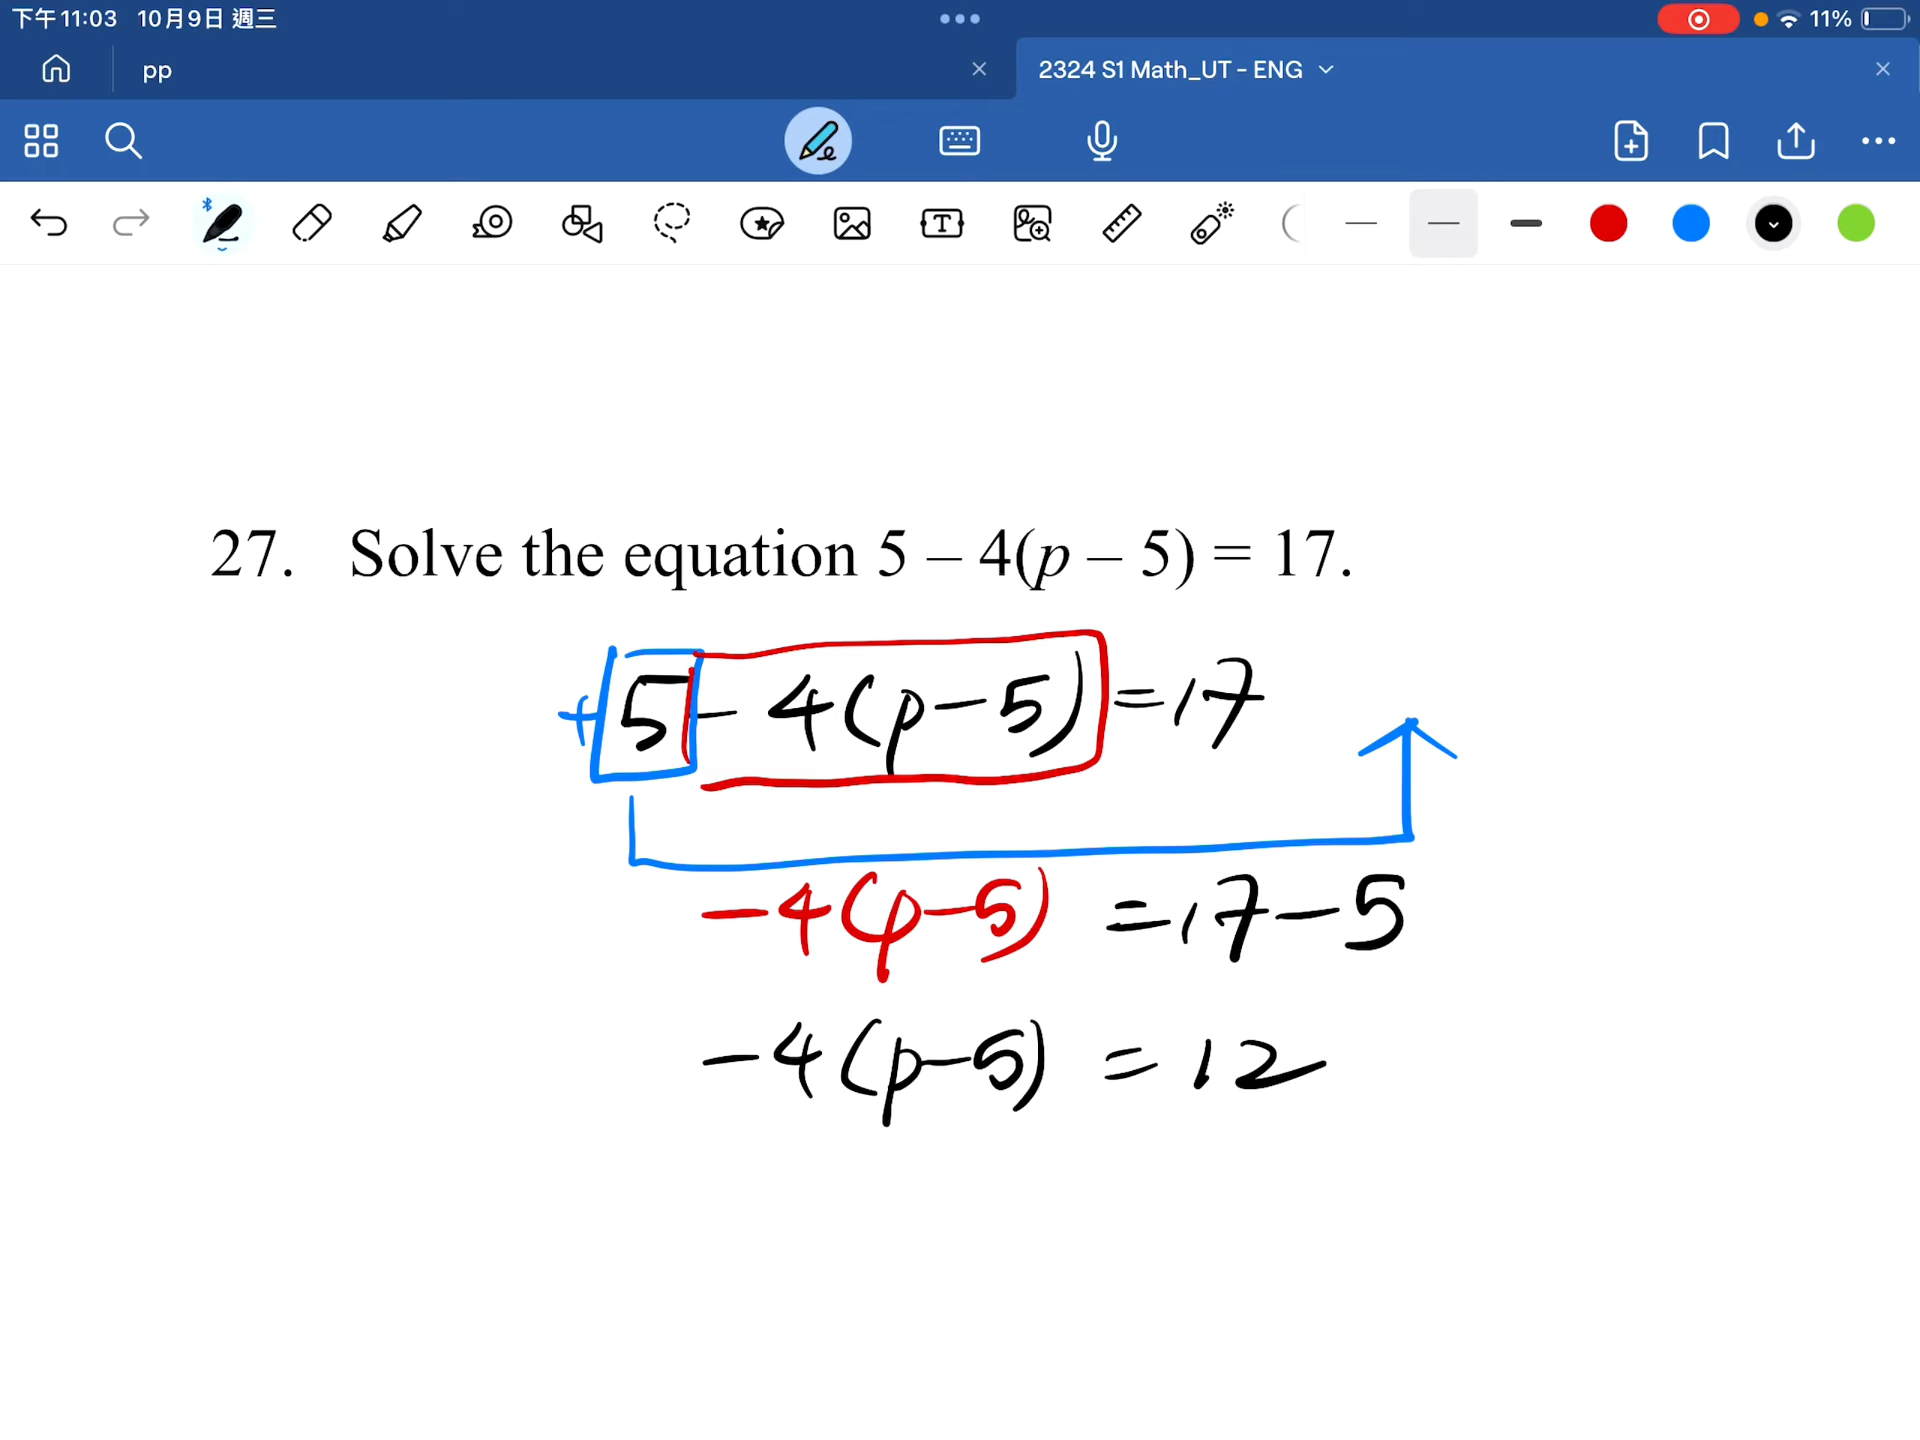 下午11:03 10月9日 週三 11%
pp 2324 S1 Math_UT - ENG
27. Solve the equation 5 – 4(p – 5) = 17.
+5 - 4(p-5) = 17
-4(p-5) = 17-5
-4(p-5) = 12